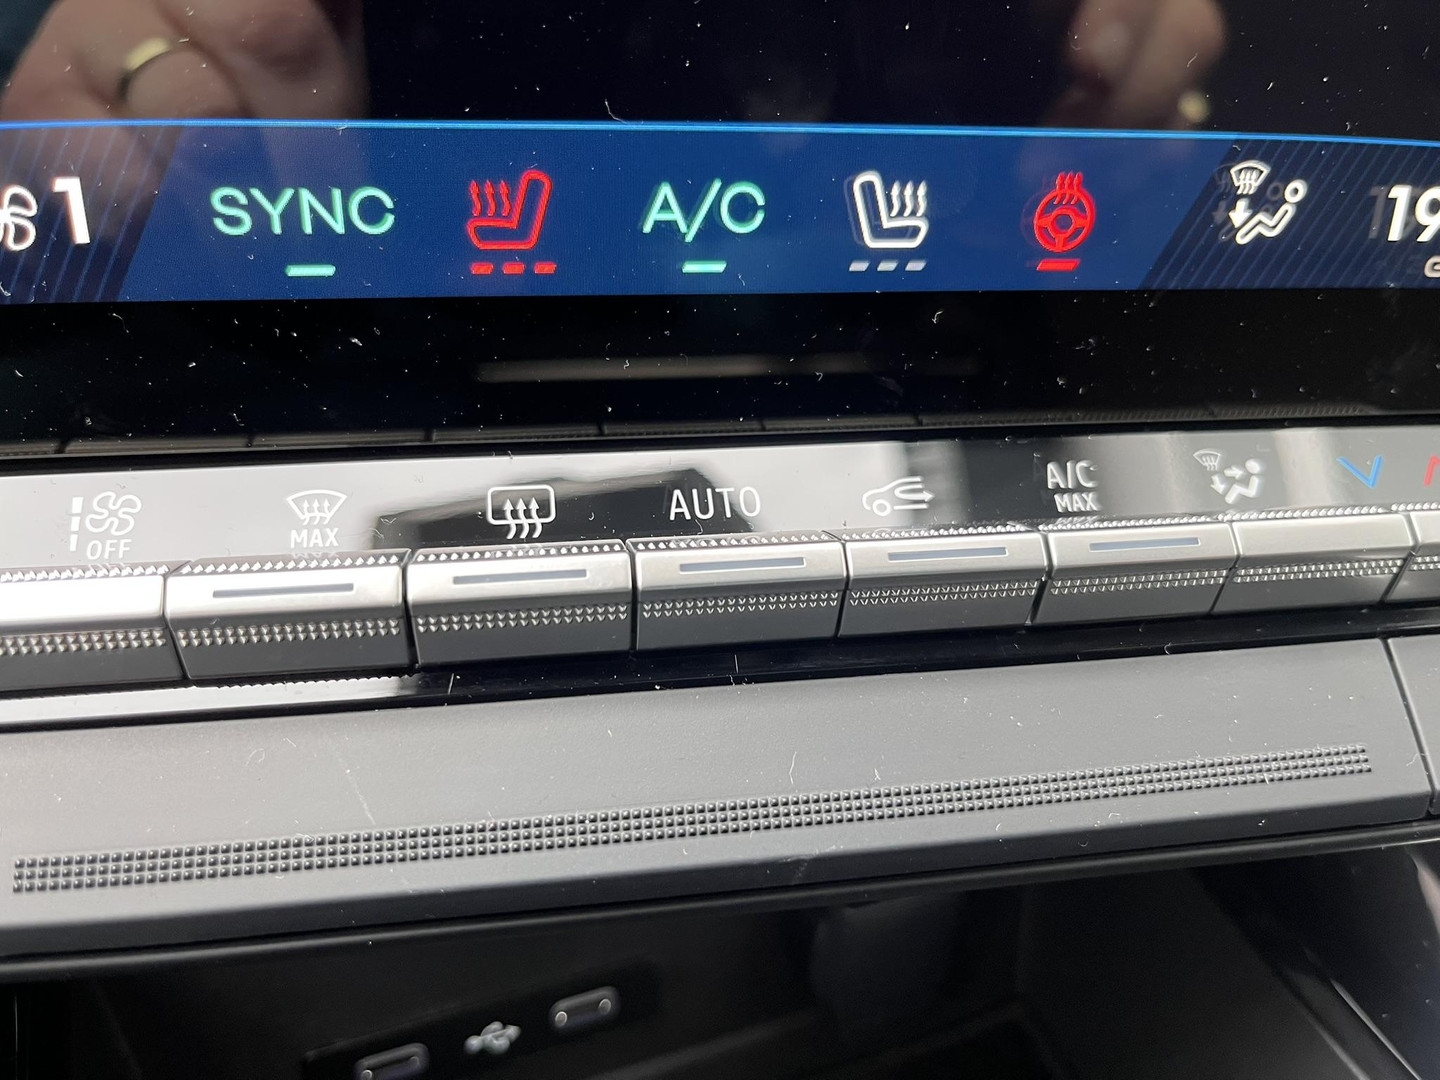 1 SYNC A/C 19
OFF
MAX
AUTO
A/C
MAX